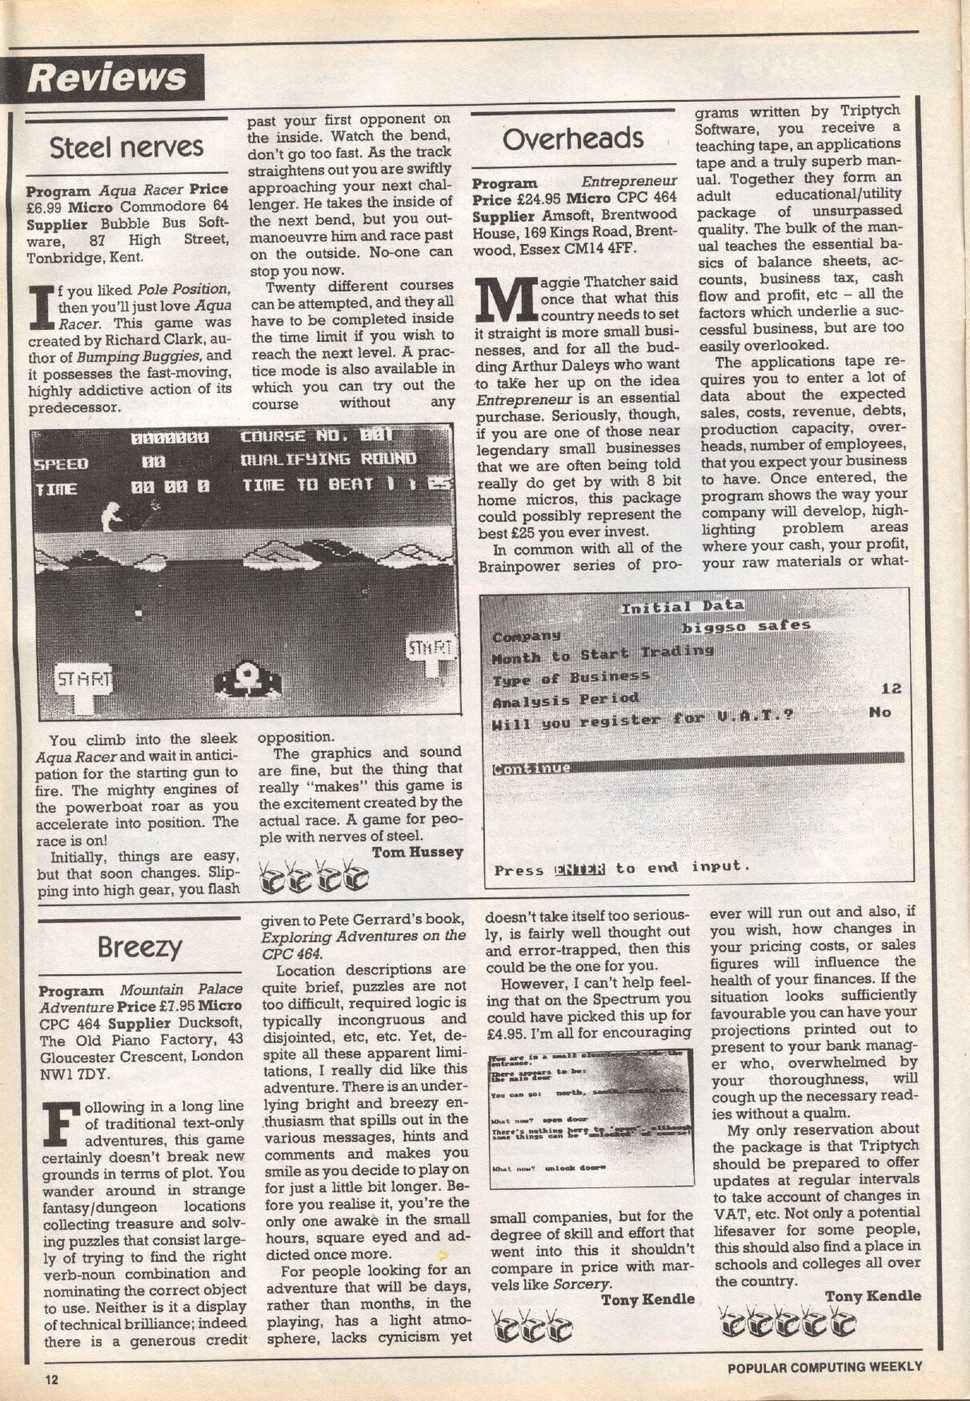 Reviews
Steel nerves
Program Aqua Racer Price
£6.99 Micro Commodore 64
Supplier Bubble Bus Soft-
ware, 87 High Street,
Tonbridge, Kent.
If you liked Pole Position,
then you'll just love Aqua
Racer. This game was
created by Richard Clark, au-
thor of Bumping Buggies, and
it possesses the fast-moving,
highly addictive action of its
predecessor.
past your first opponent on
the inside. Watch the bend,
don't go too fast. As the track
straightens out you are swiftly
approaching your next chal-
lenger. He takes the inside of
the next bend, but you out-
manoeuvre him and race past
on the outside. No-one can
stop you now.
Twenty different courses
can be attempted, and they all
have to be completed inside
the time limit if you wish to
reach the next level. A prac-
tice mode is also available in
which you can try out the
course without any
0000000 COURSE NO. 001
SPEED 00 QUALIFYING ROUND
TIME 00 00 0 TIME TO BEAT 1 : 25
START
START
You climb into the sleek
Aqua Racer and wait in antici-
pation for the starting gun to
fire. The mighty engines of
the powerboat roar as you
accelerate into position. The
race is on!
Initially, things are easy,
but that soon changes. Slip-
ping into high gear, you flash
opposition.
The graphics and sound
are fine, but the thing that
really "makes" this game is
the excitement created by the
actual race. A game for peo-
ple with nerves of steel.
Tom Hussey
Overheads
Program Entrepreneur
Price £24.95 Micro CPC 464
Supplier Amsoft, Brentwood
House, 169 Kings Road, Brent-
wood, Essex CM14 4FF.
Maggie Thatcher said
once that what this
country needs to set
it straight is more small busi-
nesses, and for all the bud-
ding Arthur Daleys who want
to take her up on the idea
Entrepreneur is an essential
purchase. Seriously, though,
if you are one of those near
legendary small businesses
that we are often being told
really do get by with 8 bit
home micros, this package
could possibly represent the
best £25 you ever invest.
In common with all of the
Brainpower series of pro-
grams written by Triptych
Software, you receive a
teaching tape, an applications
tape and a truly superb man-
ual. Together they form an
adult educational/utility
package of unsurpassed
quality. The bulk of the man-
ual teaches the essential ba-
sics of balance sheets, ac-
counts, business tax, cash
flow and profit, etc – all the
factors which underlie a suc-
cessful business, but are too
easily overlooked.
The applications tape re-
quires you to enter a lot of
data about the expected
sales, costs, revenue, debts,
production capacity, over-
heads, number of employees,
that you expect your business
to have. Once entered, the
program shows the way your
company will develop, high-
lighting problem areas
where your cash, your profit,
your raw materials or what-
Initial Data
Company biggso safes
Month to Start Trading
Type of Business
Analysis Period 12
Will you register for V.A.T.? No
Continue
Press ENTER to end input.
ever will run out and also, if
you wish, how changes in
your pricing costs, or sales
figures will influence the
health of your finances. If the
situation looks sufficiently
favourable you can have your
projections printed out to
present to your bank manag-
er who, overwhelmed by
your thoroughness, will
cough up the necessary read-
ies without a qualm.
My only reservation about
the package is that Triptych
should be prepared to offer
updates at regular intervals
to take account of changes in
VAT, etc. Not only a potential
lifesaver for some people,
this should also find a place in
schools and colleges all over
the country.
Tony Kendle
Breezy
Program Mountain Palace
Adventure Price £7.95 Micro
CPC 464 Supplier Ducksoft,
The Old Piano Factory, 43
Gloucester Crescent, London
NW1 7DY.
Following in a long line
of traditional text-only
adventures, this game
certainly doesn't break new
grounds in terms of plot. You
wander around in strange
fantasy/dungeon locations
collecting treasure and solv-
ing puzzles that consist large-
ly of trying to find the right
verb-noun combination and
nominating the correct object
to use. Neither is it a display
of technical brilliance; indeed
there is a generous credit
given to Pete Gerrard's book,
Exploring Adventures on the
CPC 464.
Location descriptions are
quite brief, puzzles are not
too difficult, required logic is
typically incongruous and
disjointed, etc, etc. Yet, de-
spite all these apparent limi-
tations, I really did like this
adventure. There is an under-
lying bright and breezy en-
thusiasm that spills out in the
various messages, hints and
comments and makes you
smile as you decide to play on
for just a little bit longer. Be-
fore you realise it, you're the
only one awake in the small
hours, square eyed and ad-
dicted once more.
For people looking for an
adventure that will be days,
rather than months, in the
playing, has a light atmo-
sphere, lacks cynicism yet
doesn't take itself too serious-
ly, is fairly well thought out
and error-trapped, then this
could be the one for you.
However, I can't help feel-
ing that on the Spectrum you
could have picked this up for
£4.95. I'm all for encouraging
You are in a small the
entrance.
There appears to be:
the main door
You can go: north,
What now? open door
There's nothing here to 'open', although
some things can be 'unlocked' of course!
What now? unlock door
small companies, but for the
degree of skill and effort that
went into this it shouldn't
compare in price with mar-
vels like Sorcery.
Tony Kendle
12
POPULAR COMPUTING WEEKLY